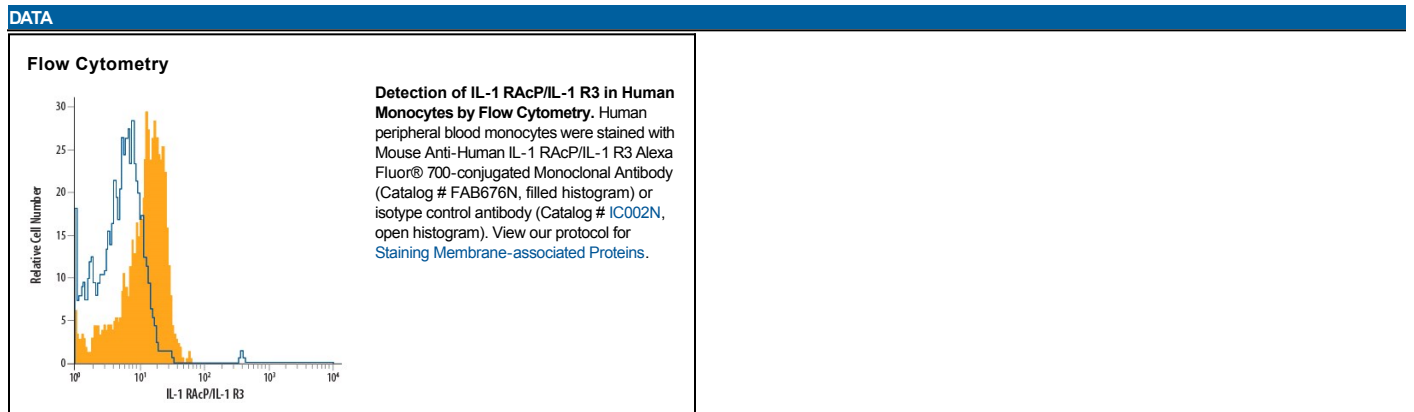 DATA
Flow Cytometry
30
25
20
15
10
5
0
Relative Cell Number
10⁰ 10¹ 10² 10³ 10⁴
IL-1 RAcP/IL-1 R3
Detection of IL-1 RAcP/IL-1 R3 in Human
Monocytes by Flow Cytometry. Human
peripheral blood monocytes were stained with
Mouse Anti-Human IL-1 RAcP/IL-1 R3 Alexa
Fluor® 700-conjugated Monoclonal Antibody
(Catalog # FAB676N, filled histogram) or
isotype control antibody (Catalog # IC002N,
open histogram). View our protocol for
Staining Membrane-associated Proteins.